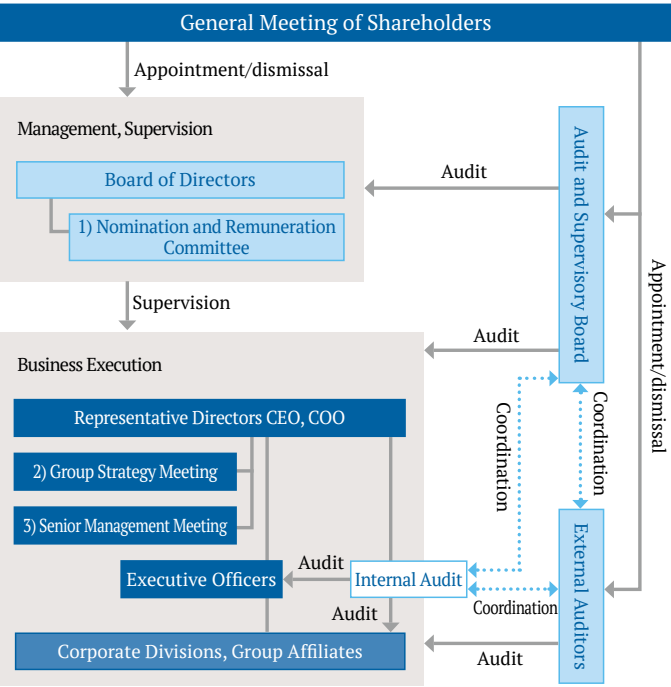 General Meeting of Shareholders
Appointment/dismissal
Management, Supervision
Board of Directors
1) Nomination and Remuneration
Committee
Audit
Audit and Supervisory Board
Appointment/dismissal
Supervision
Audit
Business Execution
Representative Directors CEO, COO
2) Group Strategy Meeting
3) Senior Management Meeting
Coordination
Coordination
Executive Officers
Audit
Internal Audit
Coordination
External Auditors
Audit
Corporate Divisions, Group Affiliates
Audit